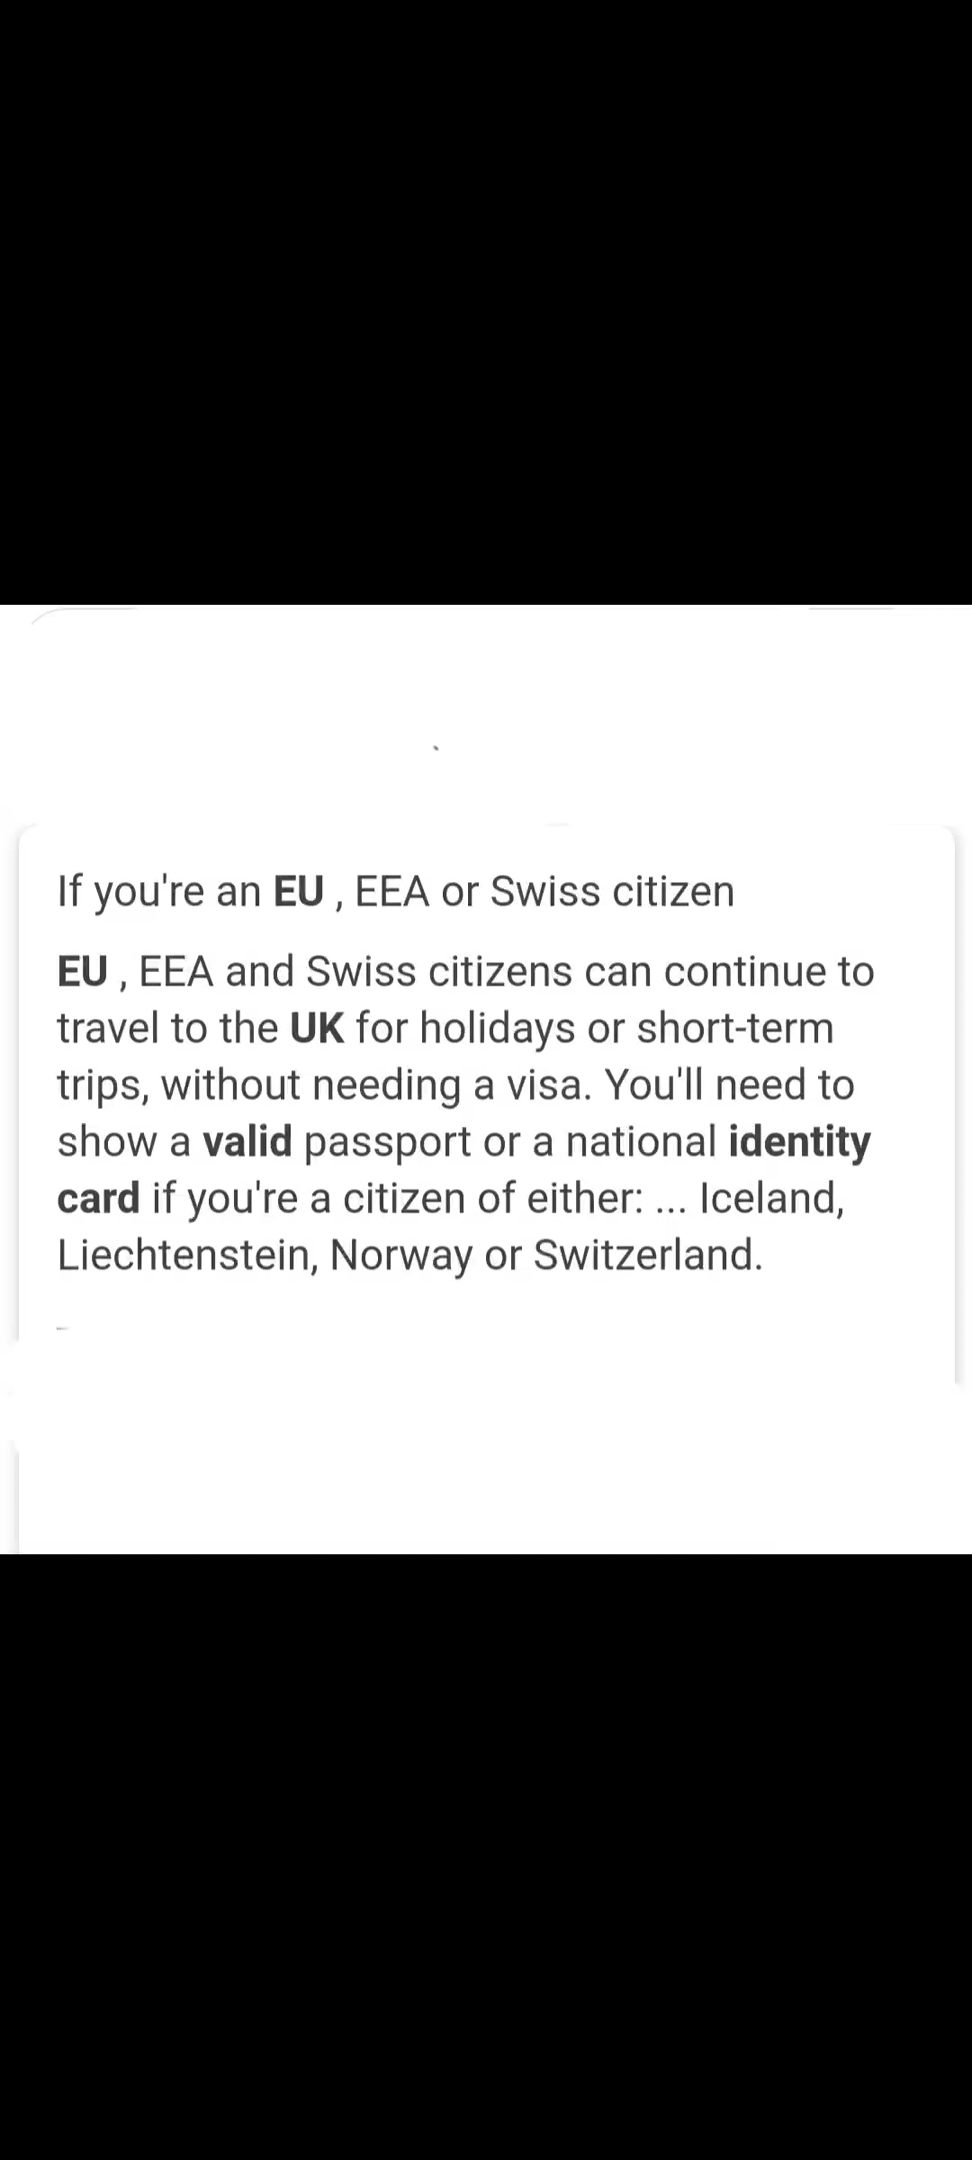 If you're an EU , EEA or Swiss citizen
EU , EEA and Swiss citizens can continue to
travel to the UK for holidays or short-term
trips, without needing a visa. You'll need to
show a valid passport or a national identity
card if you're a citizen of either: ... Iceland,
Liechtenstein, Norway or Switzerland.